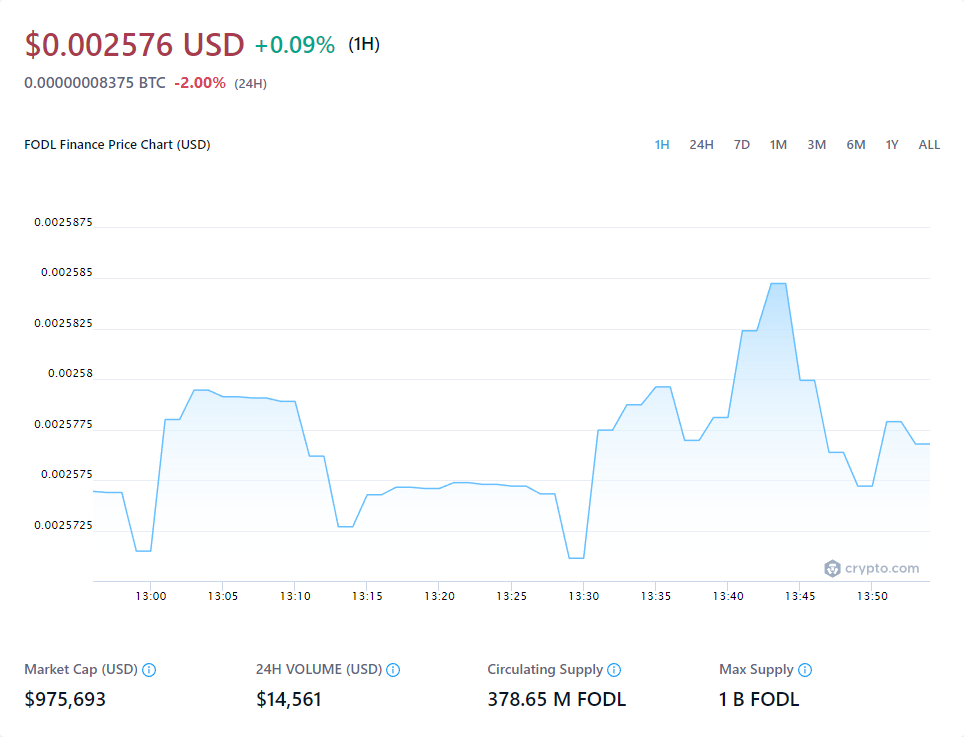 $0.002576 USD +0.09% (1H)
0.00000008375 BTC -2.00% (24H)
FODL Finance Price Chart (USD) 1H 24H 7D 1M 3M 6M 1Y ALL
0.0025875
0.002585
0.0025825
0.00258
0.0025775
0.002575
0.0025725
crypto.com
13:00 13:05 13:10 13:15 13:20 13:25 13:30 13:35 13:40 13:45 13:50
Market Cap (USD) 24H VOLUME (USD) Circulating Supply Max Supply
$975,693 $14,561 378.65 M FODL 1 B FODL